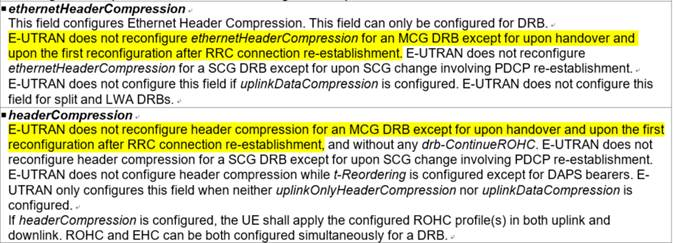 ▪ethernetHeaderCompression
This field configures Ethernet Header Compression. This field can only be configured for DRB.
E-UTRAN does not reconfigure ethernetHeaderCompression for an MCG DRB except for upon handover and
upon the first reconfiguration after RRC connection re-establishment. E-UTRAN does not reconfigure
ethernetHeaderCompression for a SCG DRB except for upon SCG change involving PDCP re-establishment.
E-UTRAN does not configure this field if uplinkDataCompression is configured. E-UTRAN does not configure this
field for split and LWA DRBs.
▪headerCompression
E-UTRAN does not reconfigure header compression for an MCG DRB except for upon handover and upon the first
reconfiguration after RRC connection re-establishment, and without any drb-ContinueROHC. E-UTRAN does not
reconfigure header compression for a SCG DRB except for upon SCG change involving PDCP re-establishment.
E-UTRAN does not configure header compression while t-Reordering is configured except for DAPS bearers. E-
UTRAN only configures this field when neither uplinkOnlyHeaderCompression nor uplinkDataCompression is
configured.
If headerCompression is configured, the UE shall apply the configured ROHC profile(s) in both uplink and
downlink. ROHC and EHC can be both configured simultaneously for a DRB.